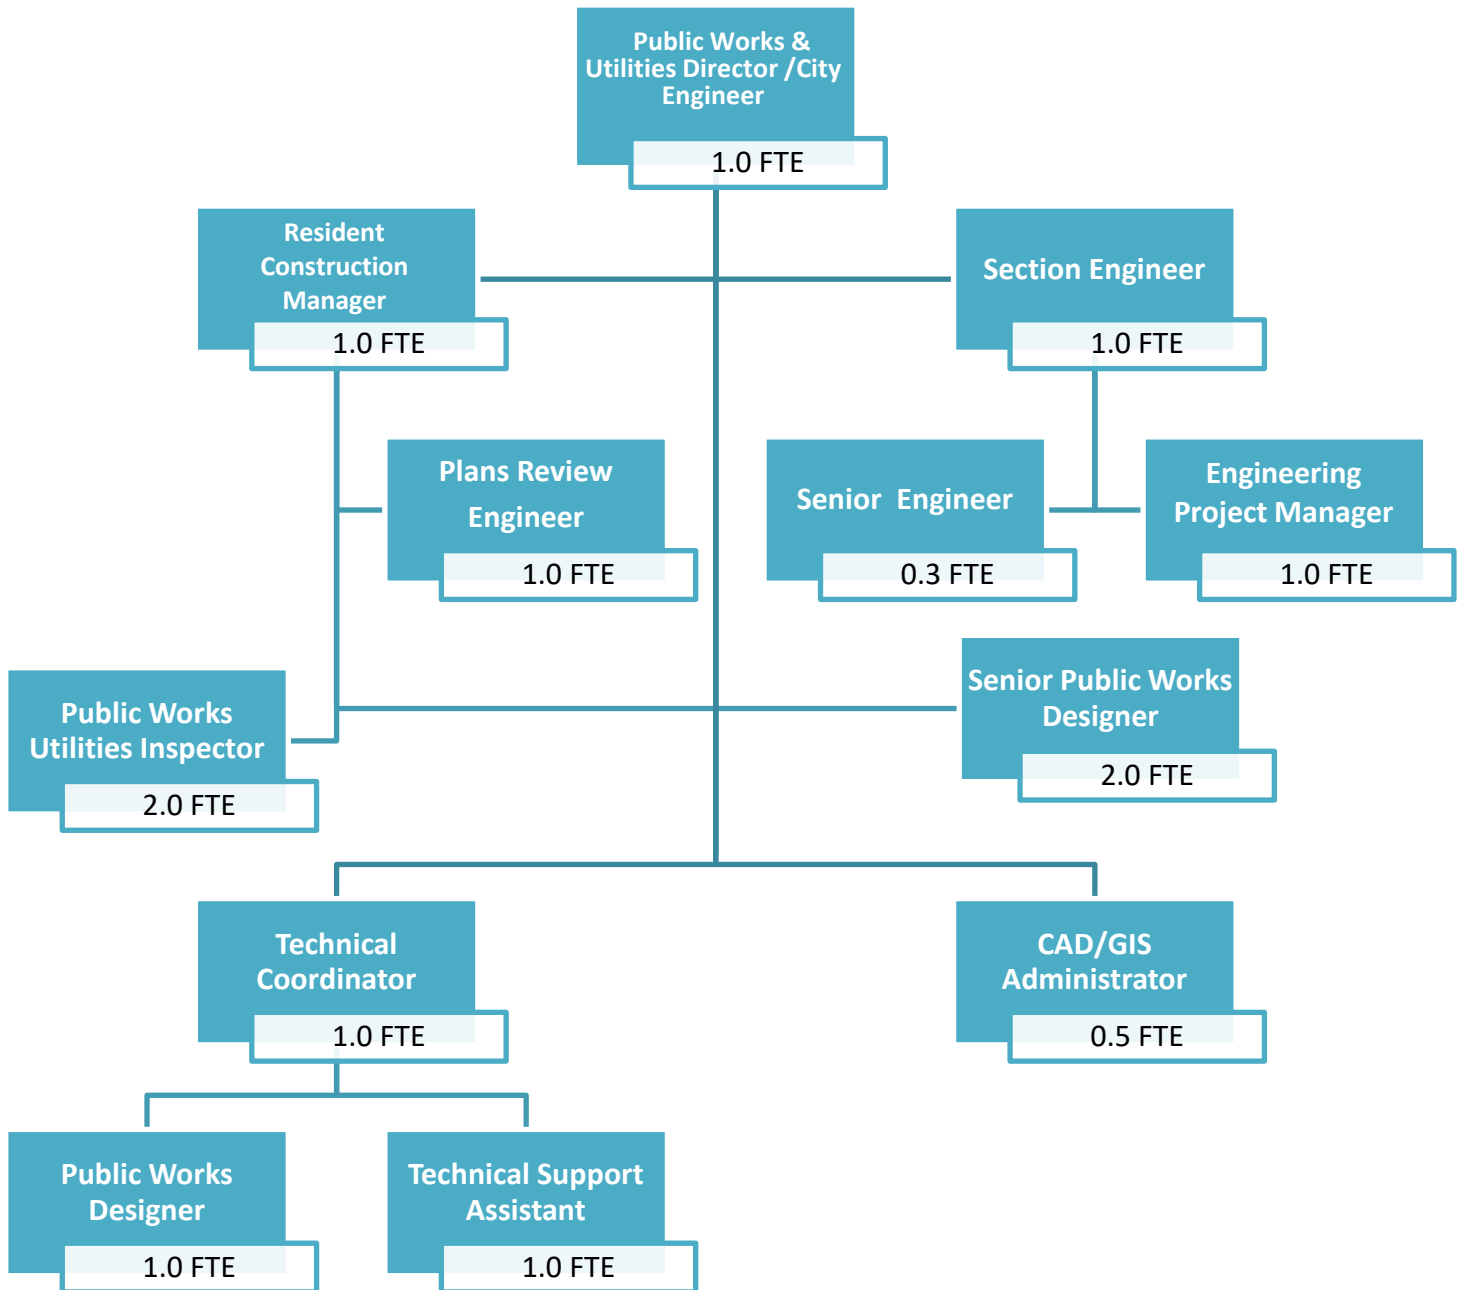 Public Works &
Utilities Director /City
Engineer
1.0 FTE
Resident
Construction
Manager
1.0 FTE
Section Engineer
1.0 FTE
Plans Review
Engineer
1.0 FTE
Senior  Engineer
0.3 FTE
Engineering
Project Manager
1.0 FTE
Public Works
Utilities Inspector
2.0 FTE
Senior Public Works
Designer
2.0 FTE
Technical
Coordinator
1.0 FTE
CAD/GIS
Administrator
0.5 FTE
Public Works
Designer
1.0 FTE
Technical Support
Assistant
1.0 FTE